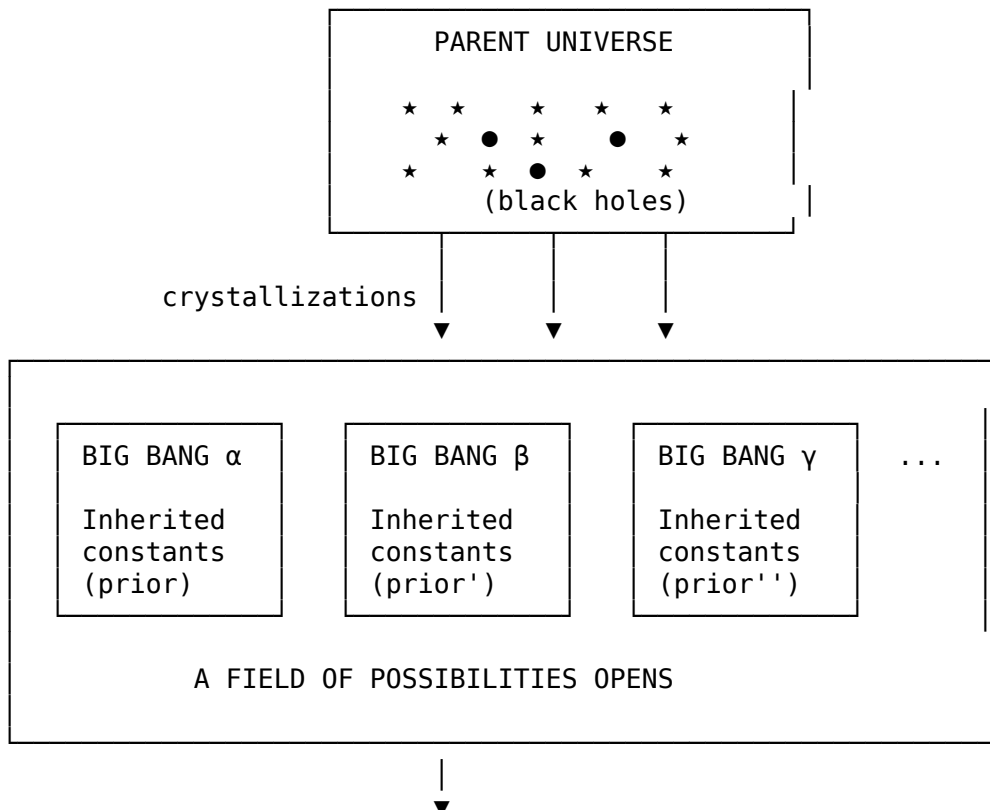 PARENT UNIVERSE
(black holes)
crystallizations
BIG BANG α BIG BANG β BIG BANG γ ...
Inherited Inherited Inherited
constants constants constants
(prior) (prior') (prior'')
A FIELD OF POSSIBILITIES OPENS